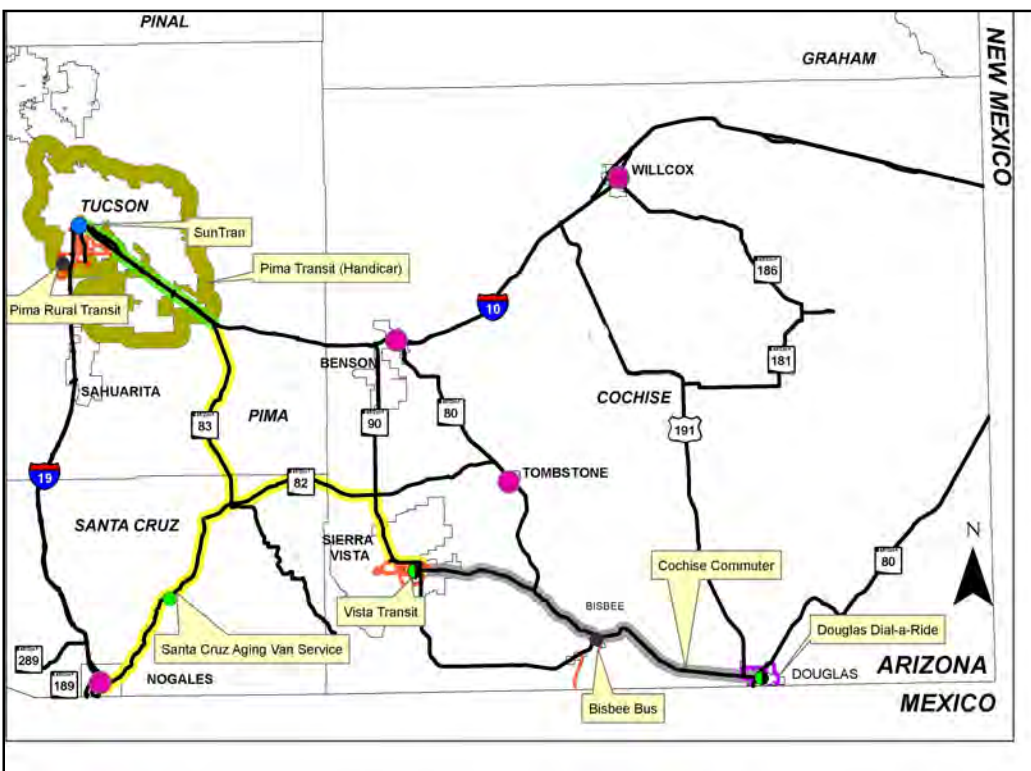 PINAL
GRAHAM
NEW MEXICO
WILLCOX
TUCSON
SunTran
Pima Transit (Handicar)
186
Pima Rural Transit
10
BENSON
181
SAHUARITA
COCHISE
80
PIMA
90
83
191
19
82
TOMBSTONE
SANTA CRUZ
SIERRA
VISTA
N
80
Cochise Commuter
Vista Transit
BISBEE
Douglas Dial-a-Ride
Santa Cruz Aging Van Service
289
ARIZONA
DOUGLAS
NOGALES
189
MEXICO
Bisbee Bus